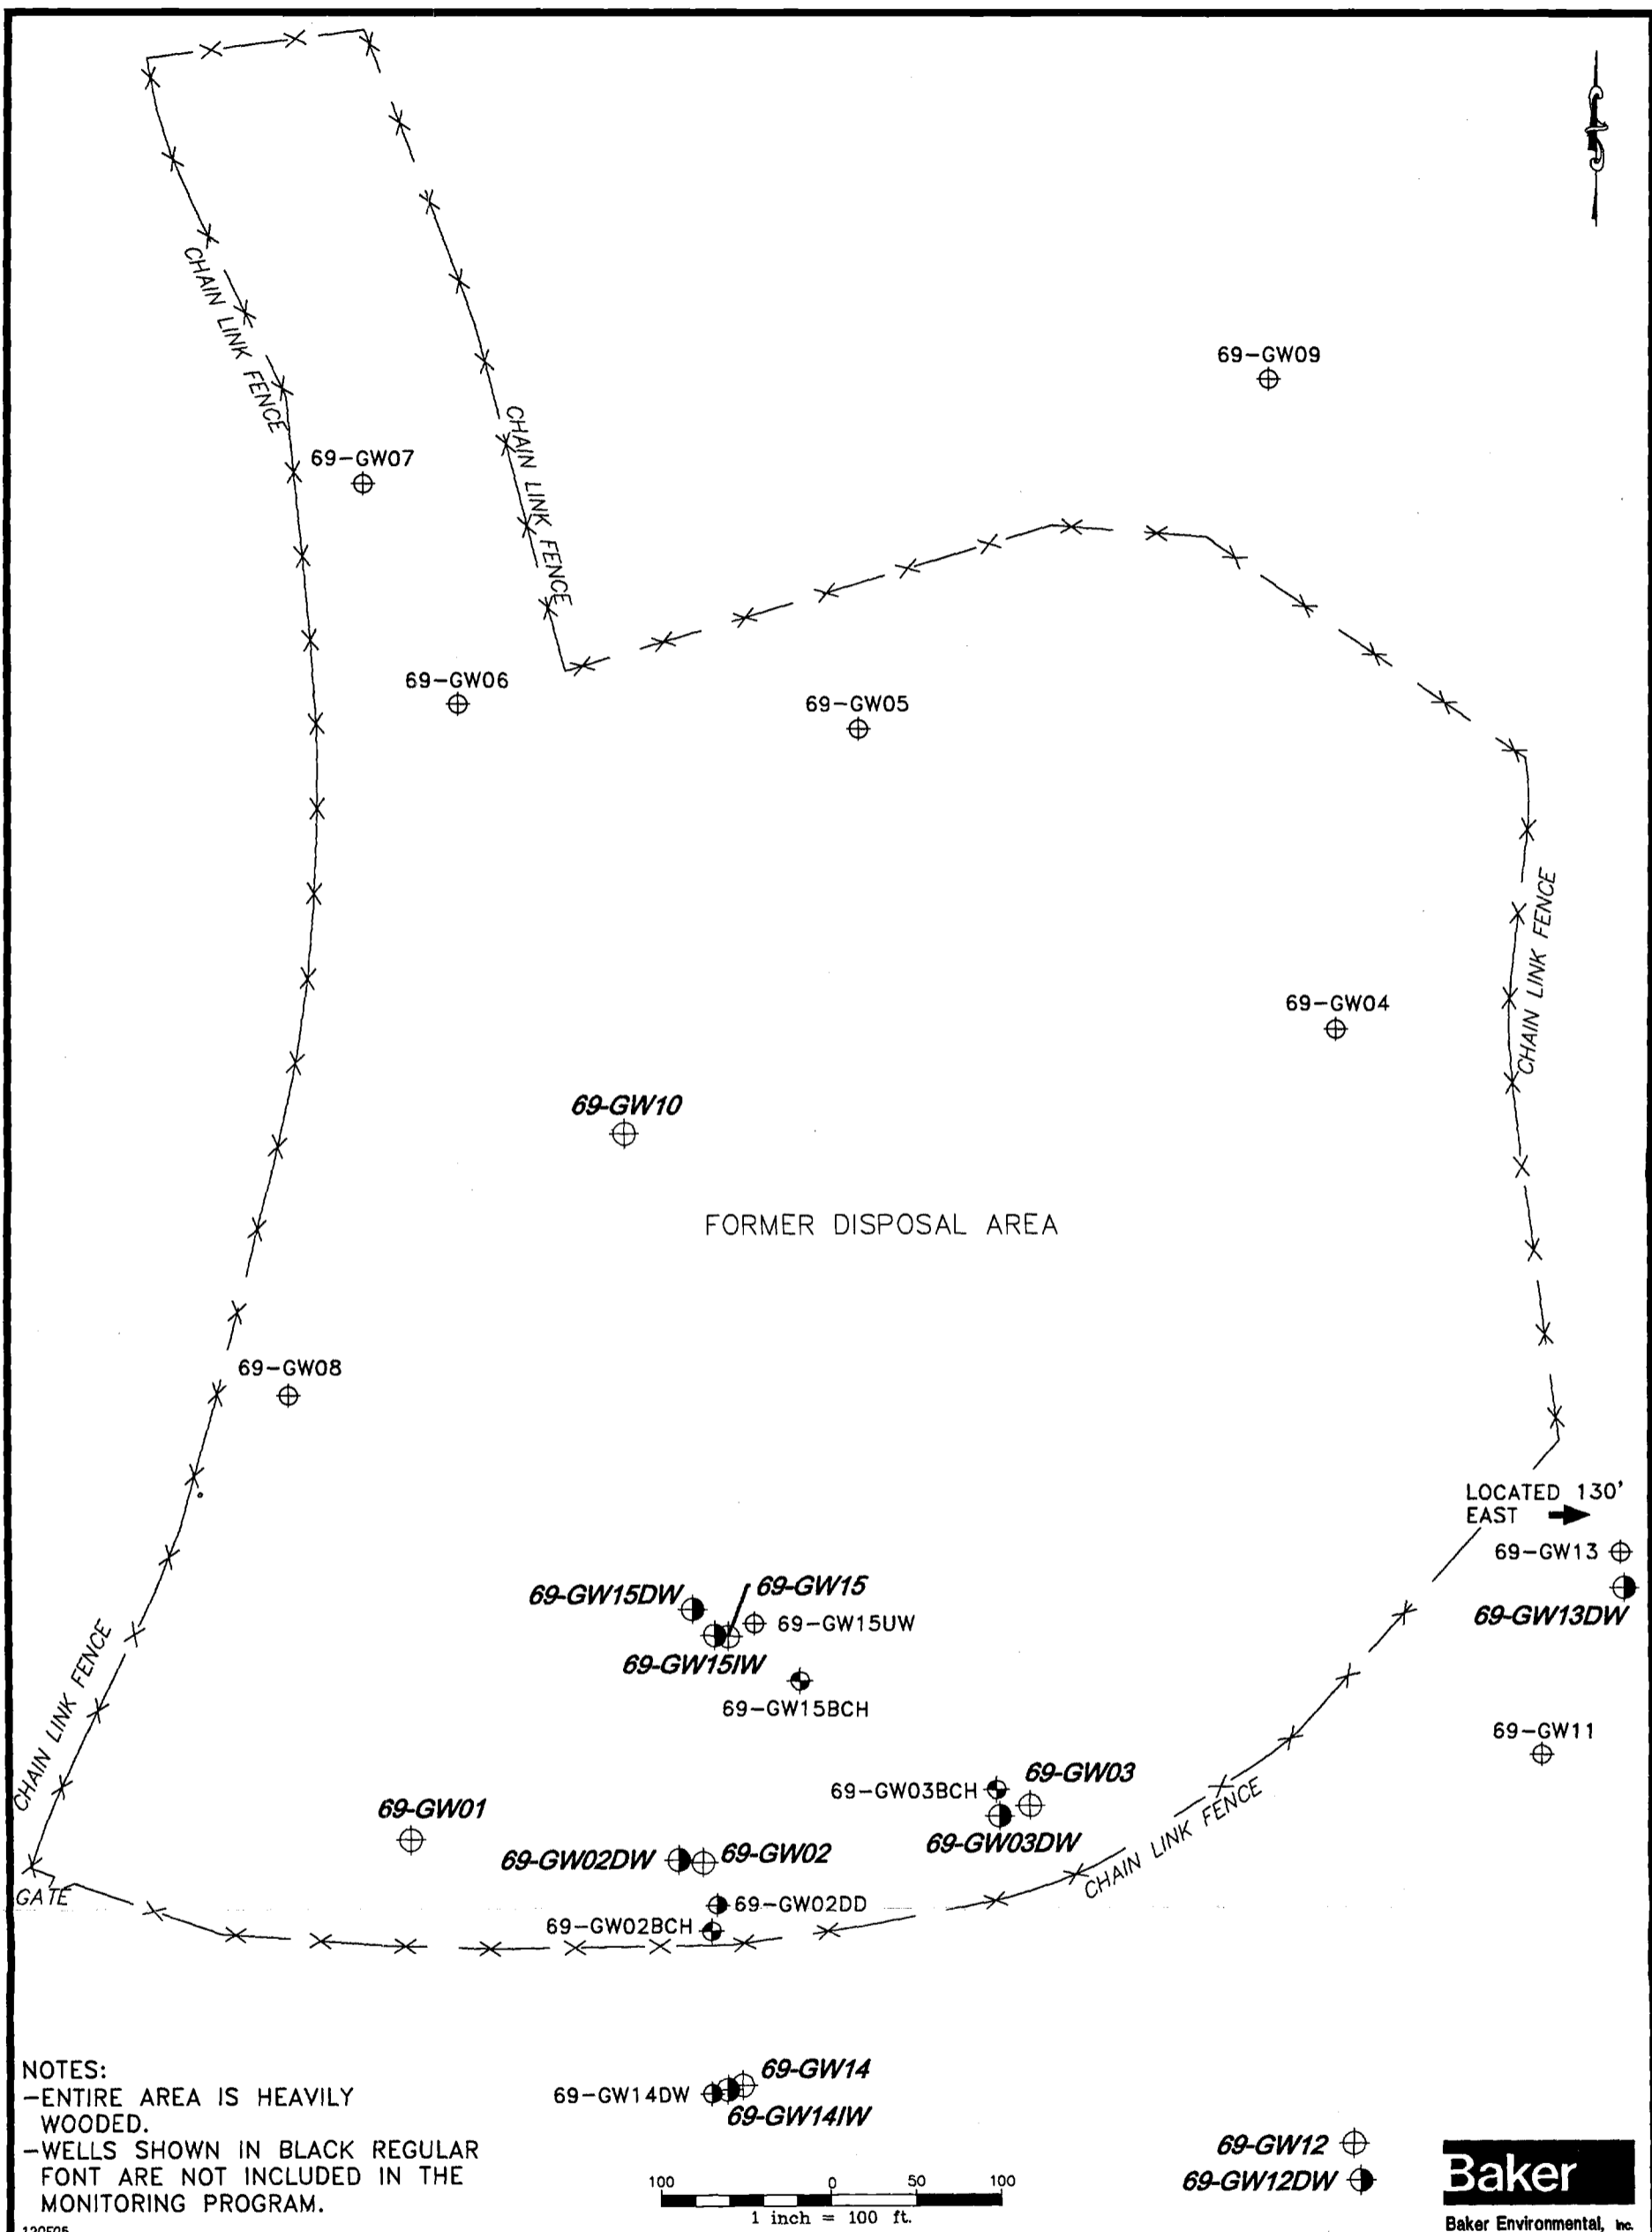 CHAIN LINK FENCE
69-GW09
CHAIN LINK FENCE
69-GW07
69-GW06
69-GW05
CHAIN LINK FENCE
69-GW04
69-GW10
FORMER DISPOSAL AREA
69-GW08
LOCATED 130'
EAST
69-GW13
69-GW13DW
69-GW15DW
69-GW15
69-GW15UW
69-GW15IW
69-GW15BCH
CHAIN LINK FENCE
69-GW11
69-GW03BCH
69-GW03
69-GW03DW
CHAIN LINK FENCE
69-GW01
69-GW02DW
69-GW02
GATE
69-GW02DD
69-GW02BCH
69-GW14
69-GW14DW
69-GW14IW
NOTES:
-ENTIRE AREA IS HEAVILY
WOODED.
-WELLS SHOWN IN BLACK REGULAR
FONT ARE NOT INCLUDED IN THE
MONITORING PROGRAM.
100 0 50 100
1 inch = 100 ft.
69-GW12
69-GW12DW
Baker
Baker Environmental, Inc.